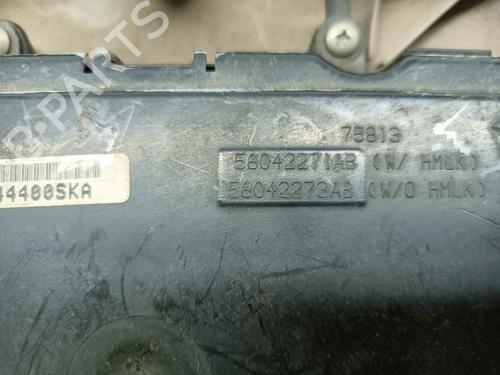 B-PARTS
75813
56042271AB (W/ HMLK)
56042273AB (W/O HMLK)
44400SKA